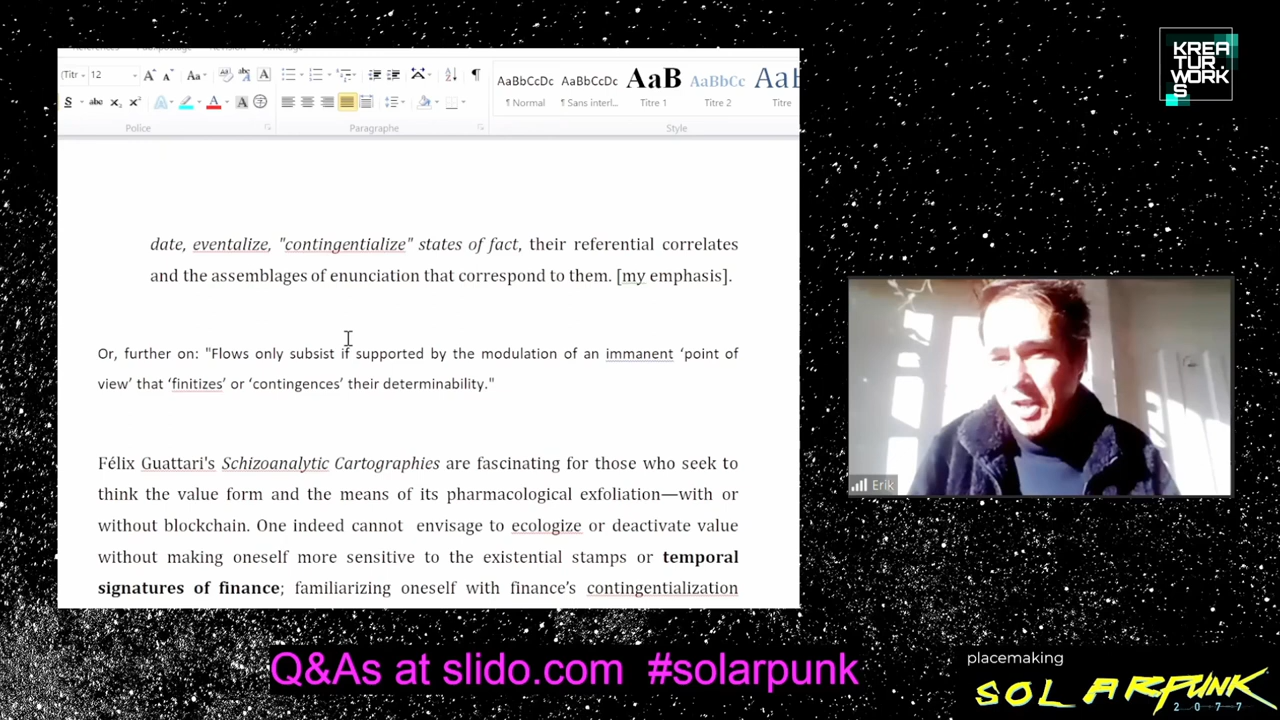 KREA
TUR.
WORK
S
(Titr
12
Aa
S
abc
Police
Paragraphe
Style
AaBbCcDc
AaBbCcDc
AaB
AaBbCc
AaH
¶ Normal
¶ Sans interl...
Titre 1
Titre 2
Titre
date, eventalize, "contingentialize" states of fact, their referential correlates
and the assemblages of enunciation that correspond to them. [my emphasis].
Or, further on: "Flows only subsist if supported by the modulation of an immanent ‘point of
view’ that ‘finitizes’ or ‘contingences’ their determinability."
Félix Guattari's Schizoanalytic Cartographies are fascinating for those who seek to
think the value form and the means of its pharmacological exfoliation—with or
without blockchain. One indeed cannot envisage to ecologize or deactivate value
without making oneself more sensitive to the existential stamps or temporal
signatures of finance; familiarizing oneself with finance’s contingentialization
Erik
Q&As at slido.com #solarpunk
placemaking
SOLARPUNK
2077